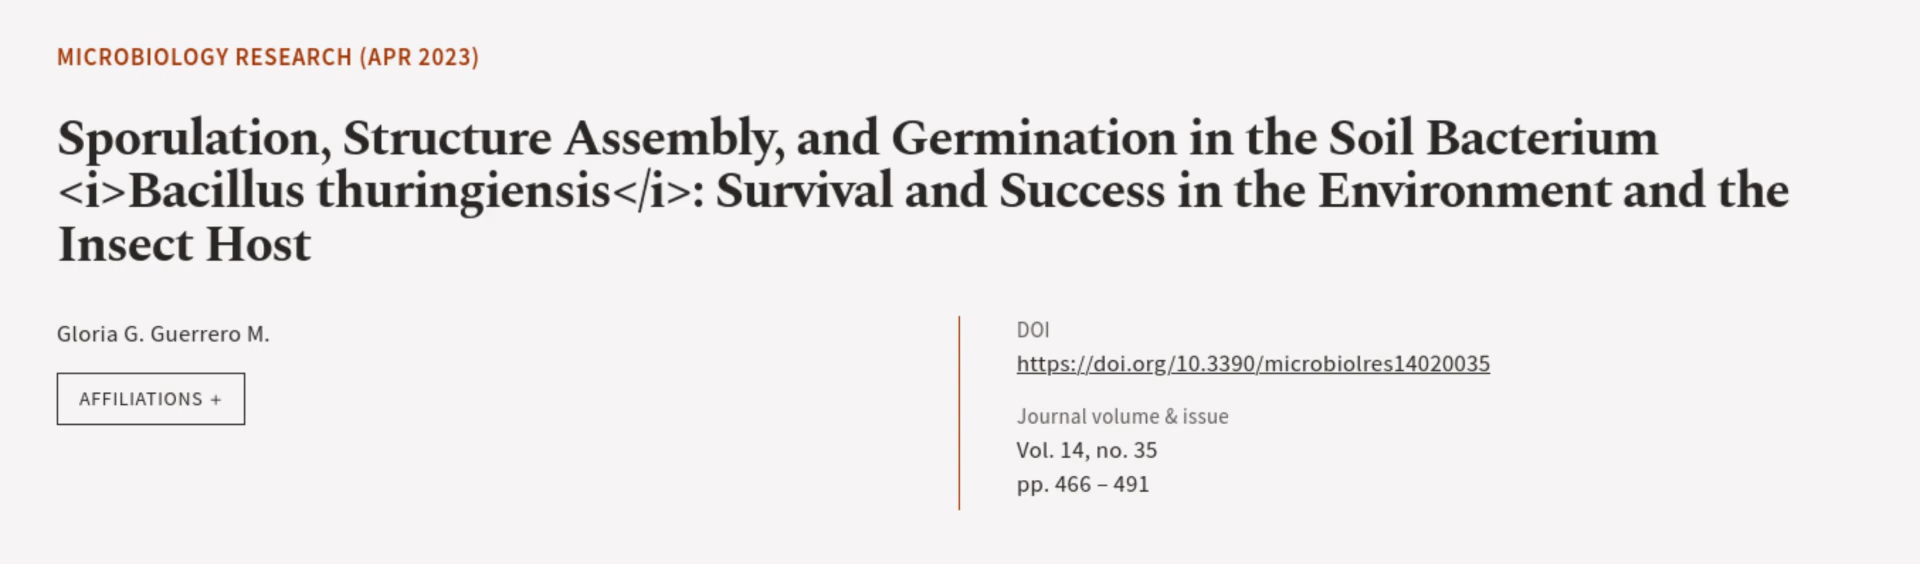 MICROBIOLOGY RESEARCH (APR 2023)
Sporulation, Structure Assembly, and Germination in the Soil Bacterium
<i>Bacillus thuringiensis</i>: Survival and Success in the Environment and the
Insect Host
Gloria G. Guerrero M.
AFFILIATIONS +
DOI
https://doi.org/10.3390/microbiolres14020035
Journal volume & issue
Vol. 14, no. 35
pp. 466 – 491